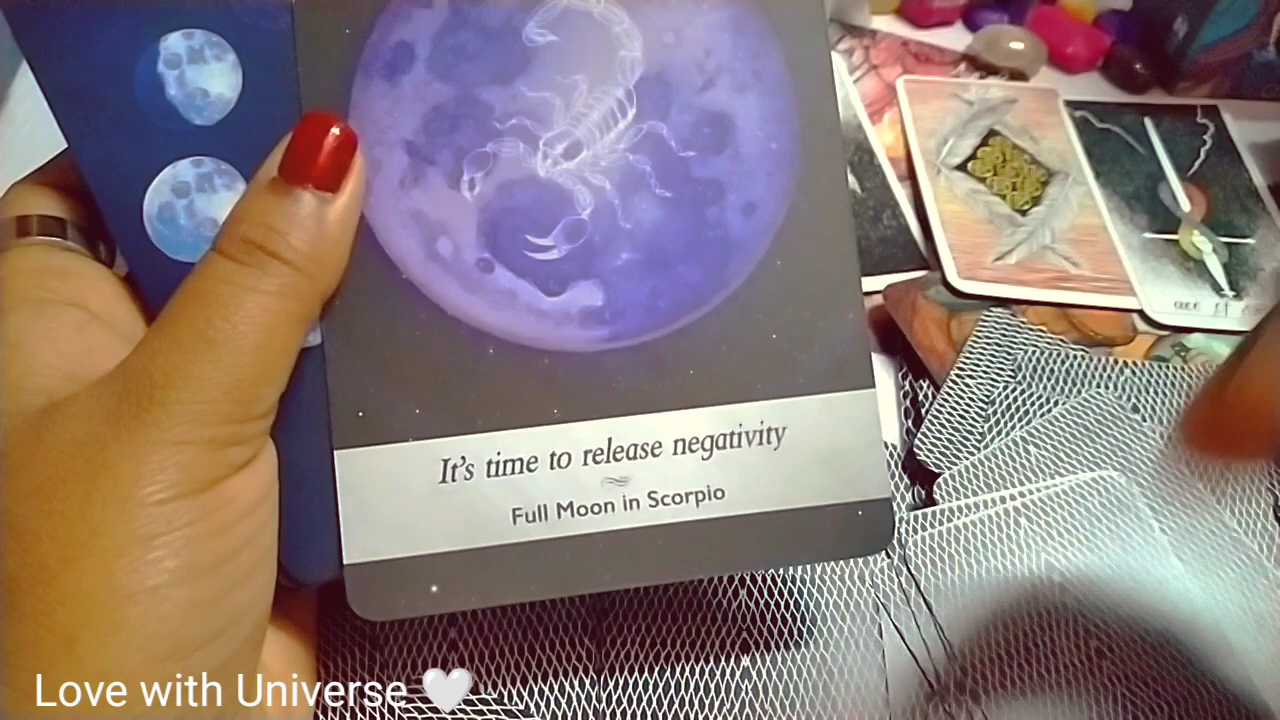 It's time to release negativity
Full Moon in Scorpio
Love with Universe 🤍